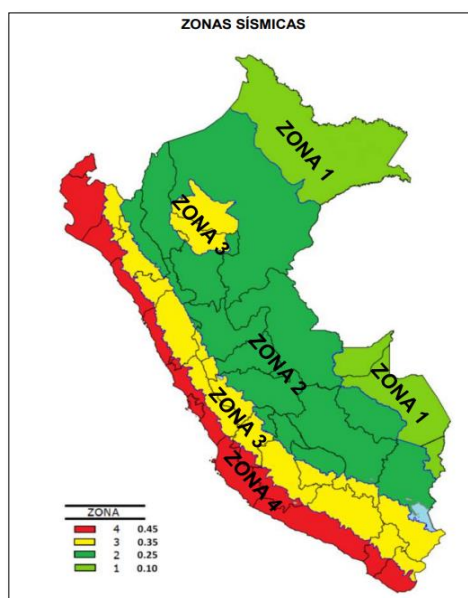 ZONAS SÍSMICAS
ZONA 1
ZONA 3
ZONA 2
ZONA 1
ZONA 3
ZONA 4
ZONA
4 0.45
3 0.35
2 0.25
1 0.10